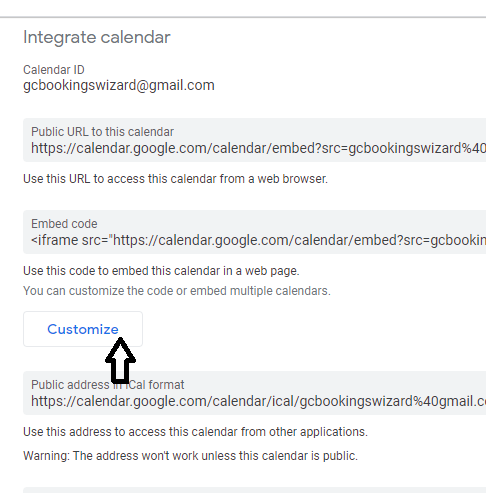 Integrate calendar
Calendar ID
gcbookingswizard@gmail.com
Public URL to this calendar
https://calendar.google.com/calendar/embed?src=gcbookingswizard%40
Use this URL to access this calendar from a web browser.
Embed code
<iframe src="https://calendar.google.com/calendar/embed?src=gcbookin
Use this code to embed this calendar in a web page.
You can customize the code or embed multiple calendars.
Customize
Public address in iCal format
https://calendar.google.com/calendar/ical/gcbookingswizard%40gmail.c
Use this address to access this calendar from other applications.
Warning: The address won't work unless this calendar is public.